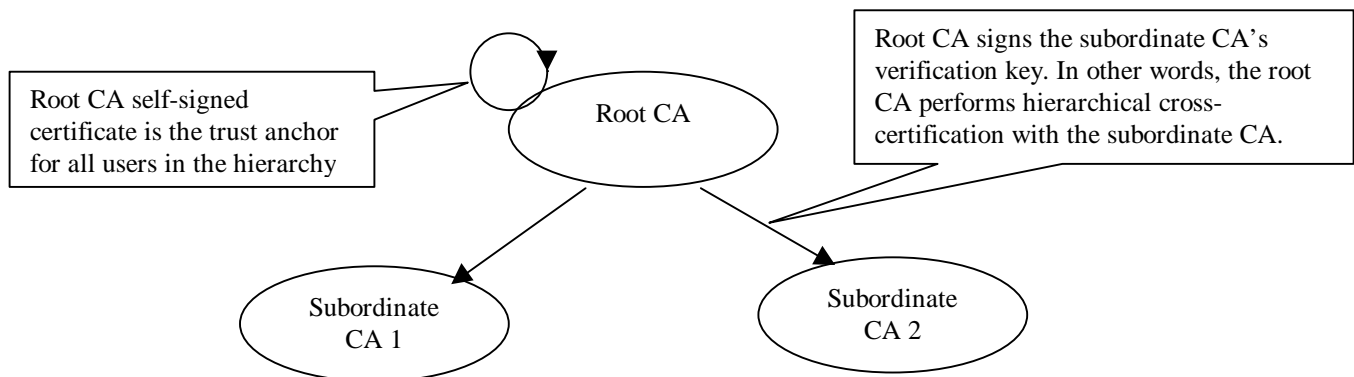 Root CA self-signed
certificate is the trust anchor
for all users in the hierarchy
Root CA
Root CA signs the subordinate CA’s
verification key. In other words, the root
CA performs hierarchical cross-
certification with the subordinate CA.
Subordinate
CA 1
Subordinate
CA 2